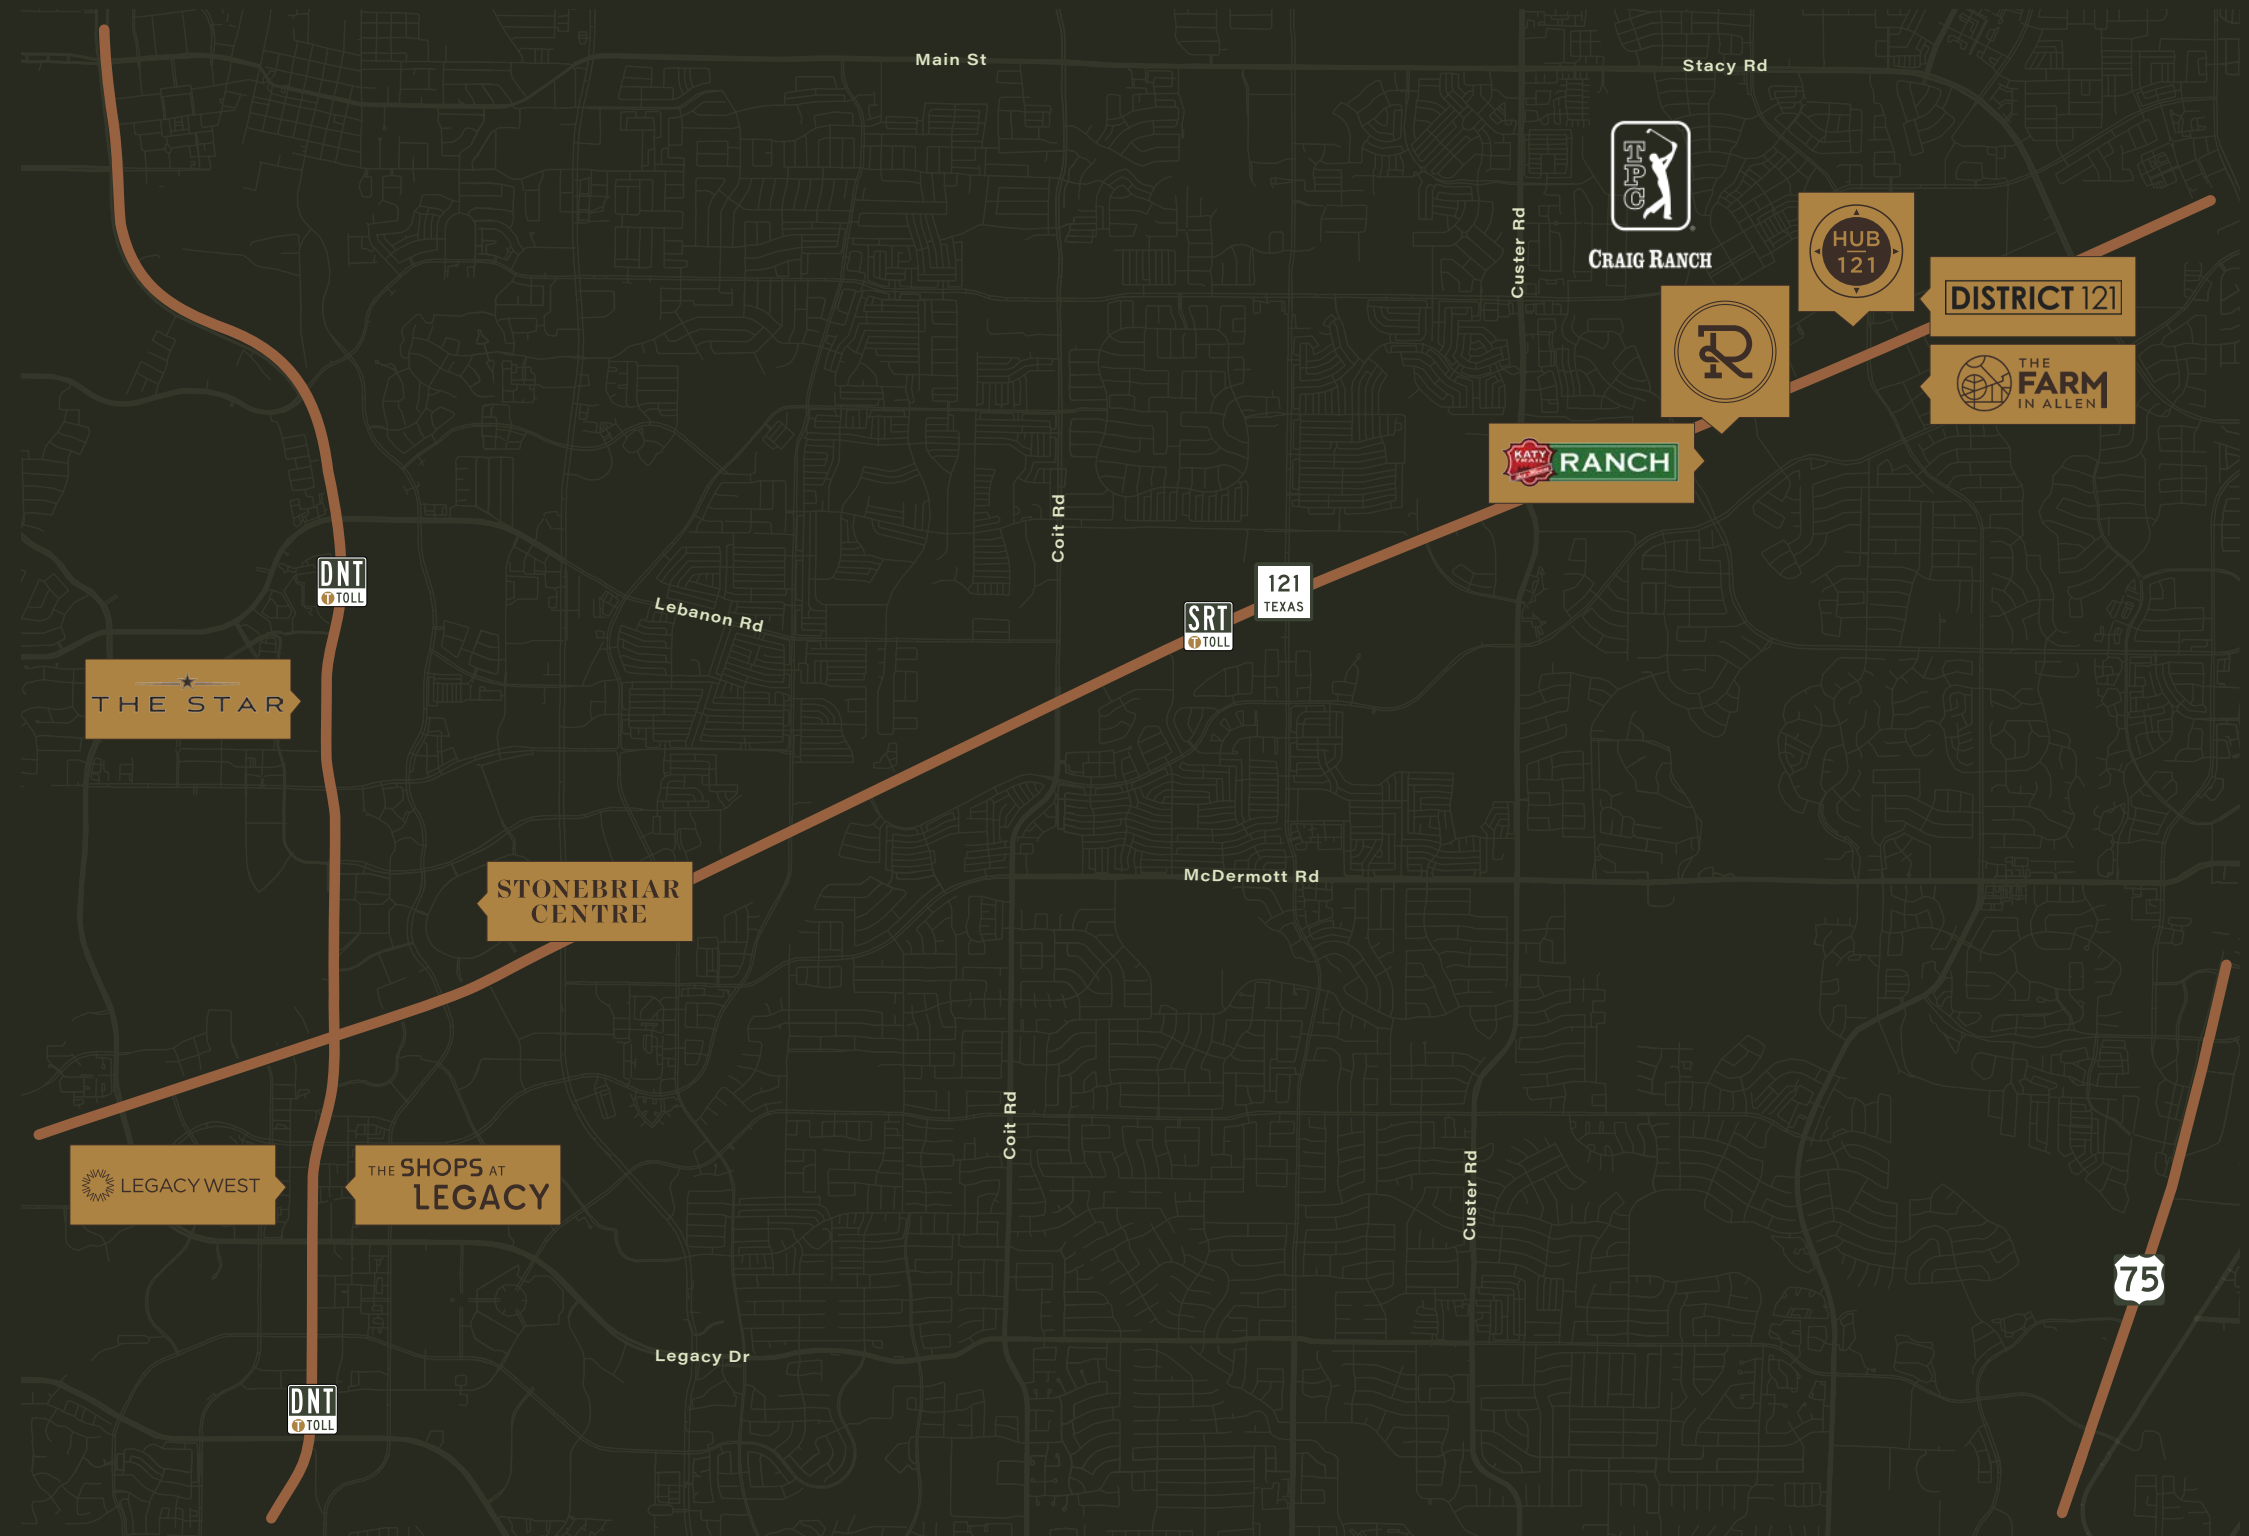 Main St
Stacy Rd
TPC
CRAIG RANCH
Custer Rd
HUB
121
DISTRICT 121
R
THE
FARM
IN ALLEN
KATY
TRAIL
RANCH
Coit Rd
DNT
T TOLL
121
TEXAS
SRT
T TOLL
Lebanon Rd
THE STAR
STONEBRIAR
CENTRE
McDermott Rd
Coit Rd
Custer Rd
LEGACY WEST
THE SHOPS AT
LEGACY
75
Legacy Dr
DNT
T TOLL